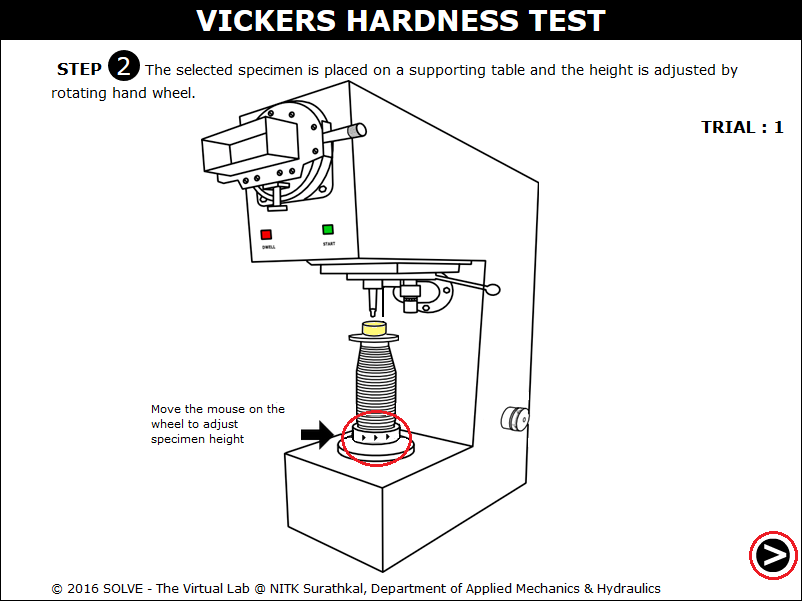 VICKERS HARDNESS TEST
STEP 2 The selected specimen is placed on a supporting table and the height is adjusted by
rotating hand wheel.
TRIAL : 1
DWELL
START
Move the mouse on the
wheel to adjust
specimen height
>
© 2016 SOLVE - The Virtual Lab @ NITK Surathkal, Department of Applied Mechanics & Hydraulics